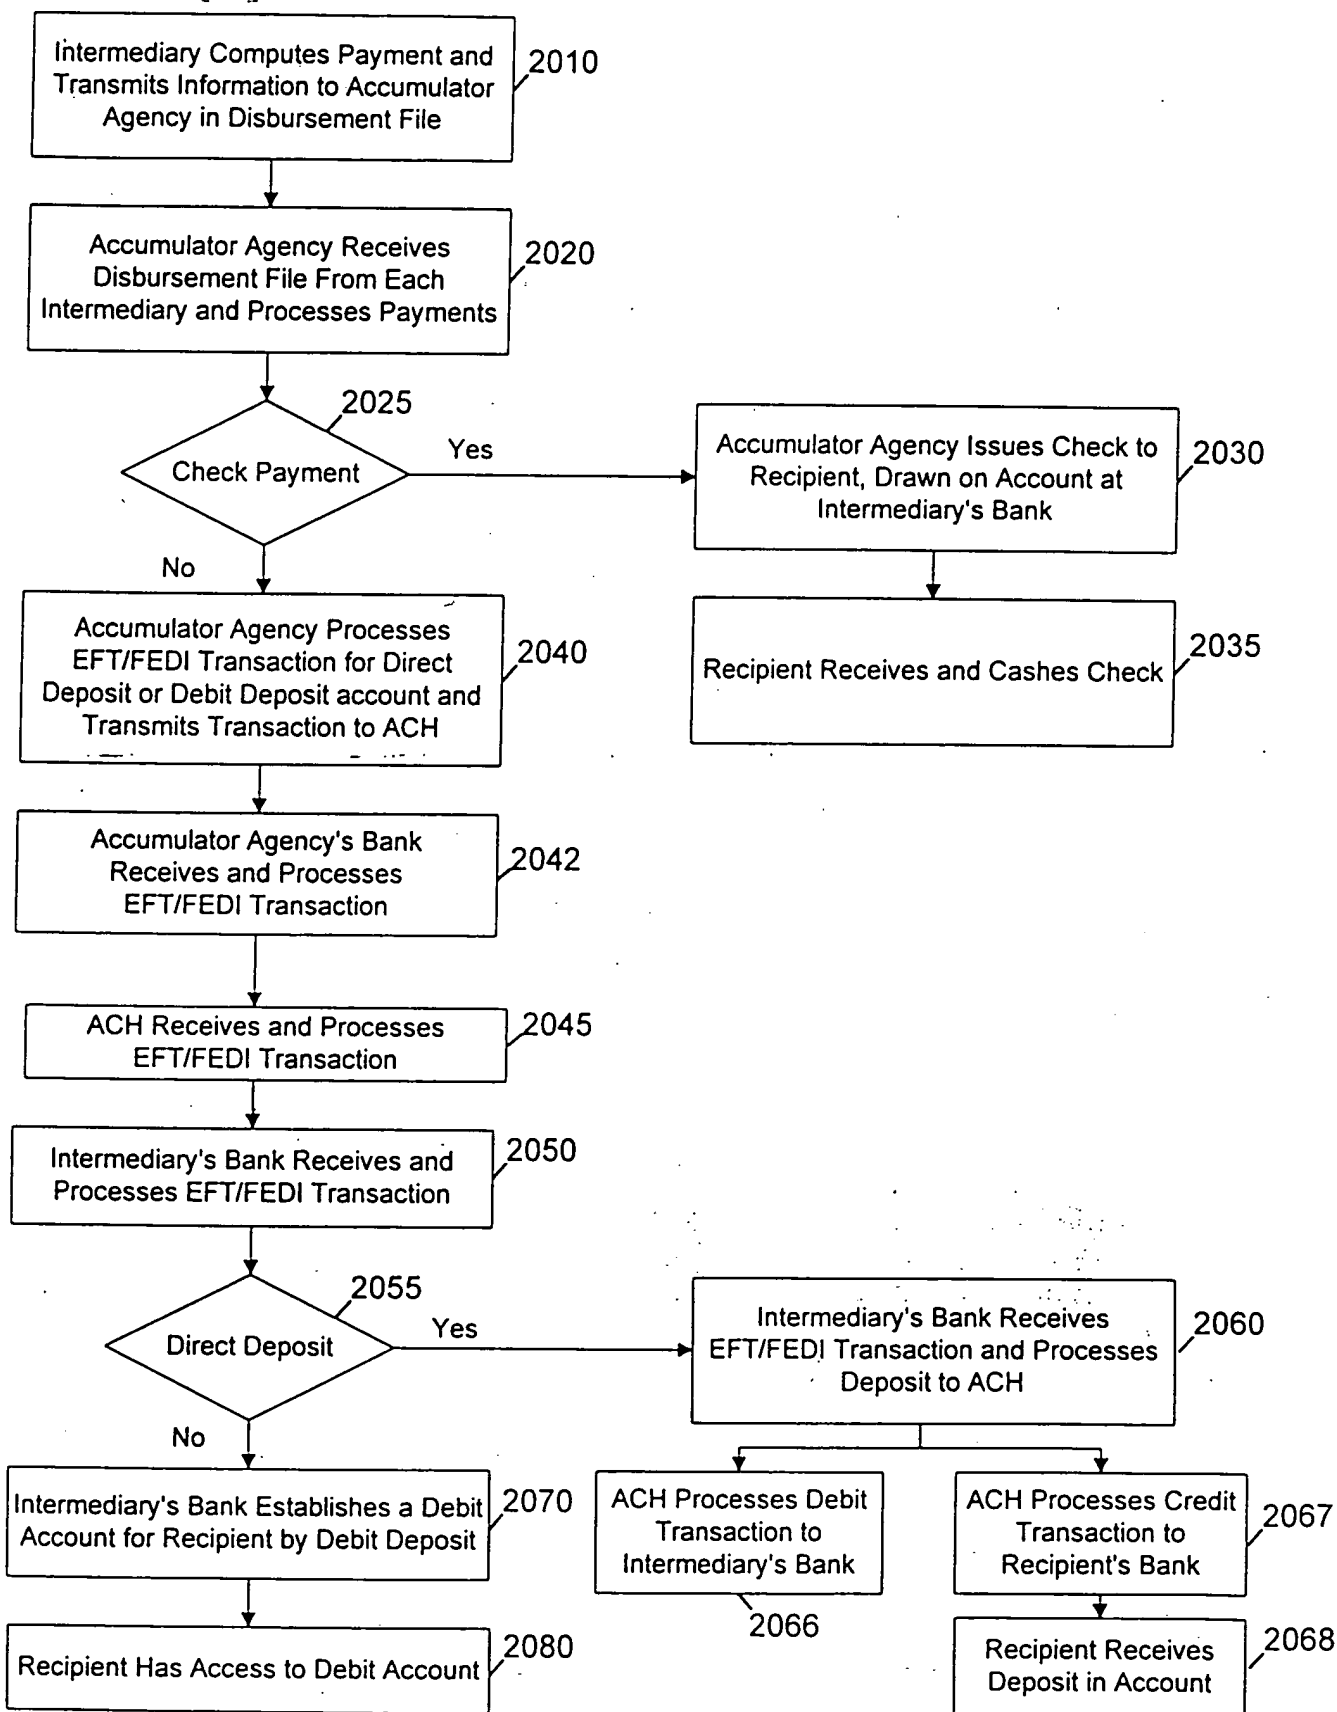 Intermediary Computes Payment and
Transmits Information to Accumulator
Agency in Disbursement File
2010
Accumulator Agency Receives
Disbursement File From Each
Intermediary and Processes Payments
2020
2025
Check Payment
Yes
No
Accumulator Agency Issues Check to
Recipient, Drawn on Account at
Intermediary's Bank
2030
Recipient Receives and Cashes Check
2035
Accumulator Agency Processes
EFT/FEDI Transaction for Direct
Deposit or Debit Deposit account and
Transmits Transaction to ACH
2040
Accumulator Agency's Bank
Receives and Processes
EFT/FEDI Transaction
2042
ACH Receives and Processes
EFT/FEDI Transaction
2045
Intermediary's Bank Receives and
Processes EFT/FEDI Transaction
2050
2055
Direct Deposit
Yes
No
Intermediary's Bank Receives
EFT/FEDI Transaction and Processes
Deposit to ACH
2060
Intermediary's Bank Establishes a Debit
Account for Recipient by Debit Deposit
2070
ACH Processes Debit
Transaction to
Intermediary's Bank
2066
ACH Processes Credit
Transaction to
Recipient's Bank
2067
Recipient Has Access to Debit Account
2080
Recipient Receives
Deposit in Account
2068